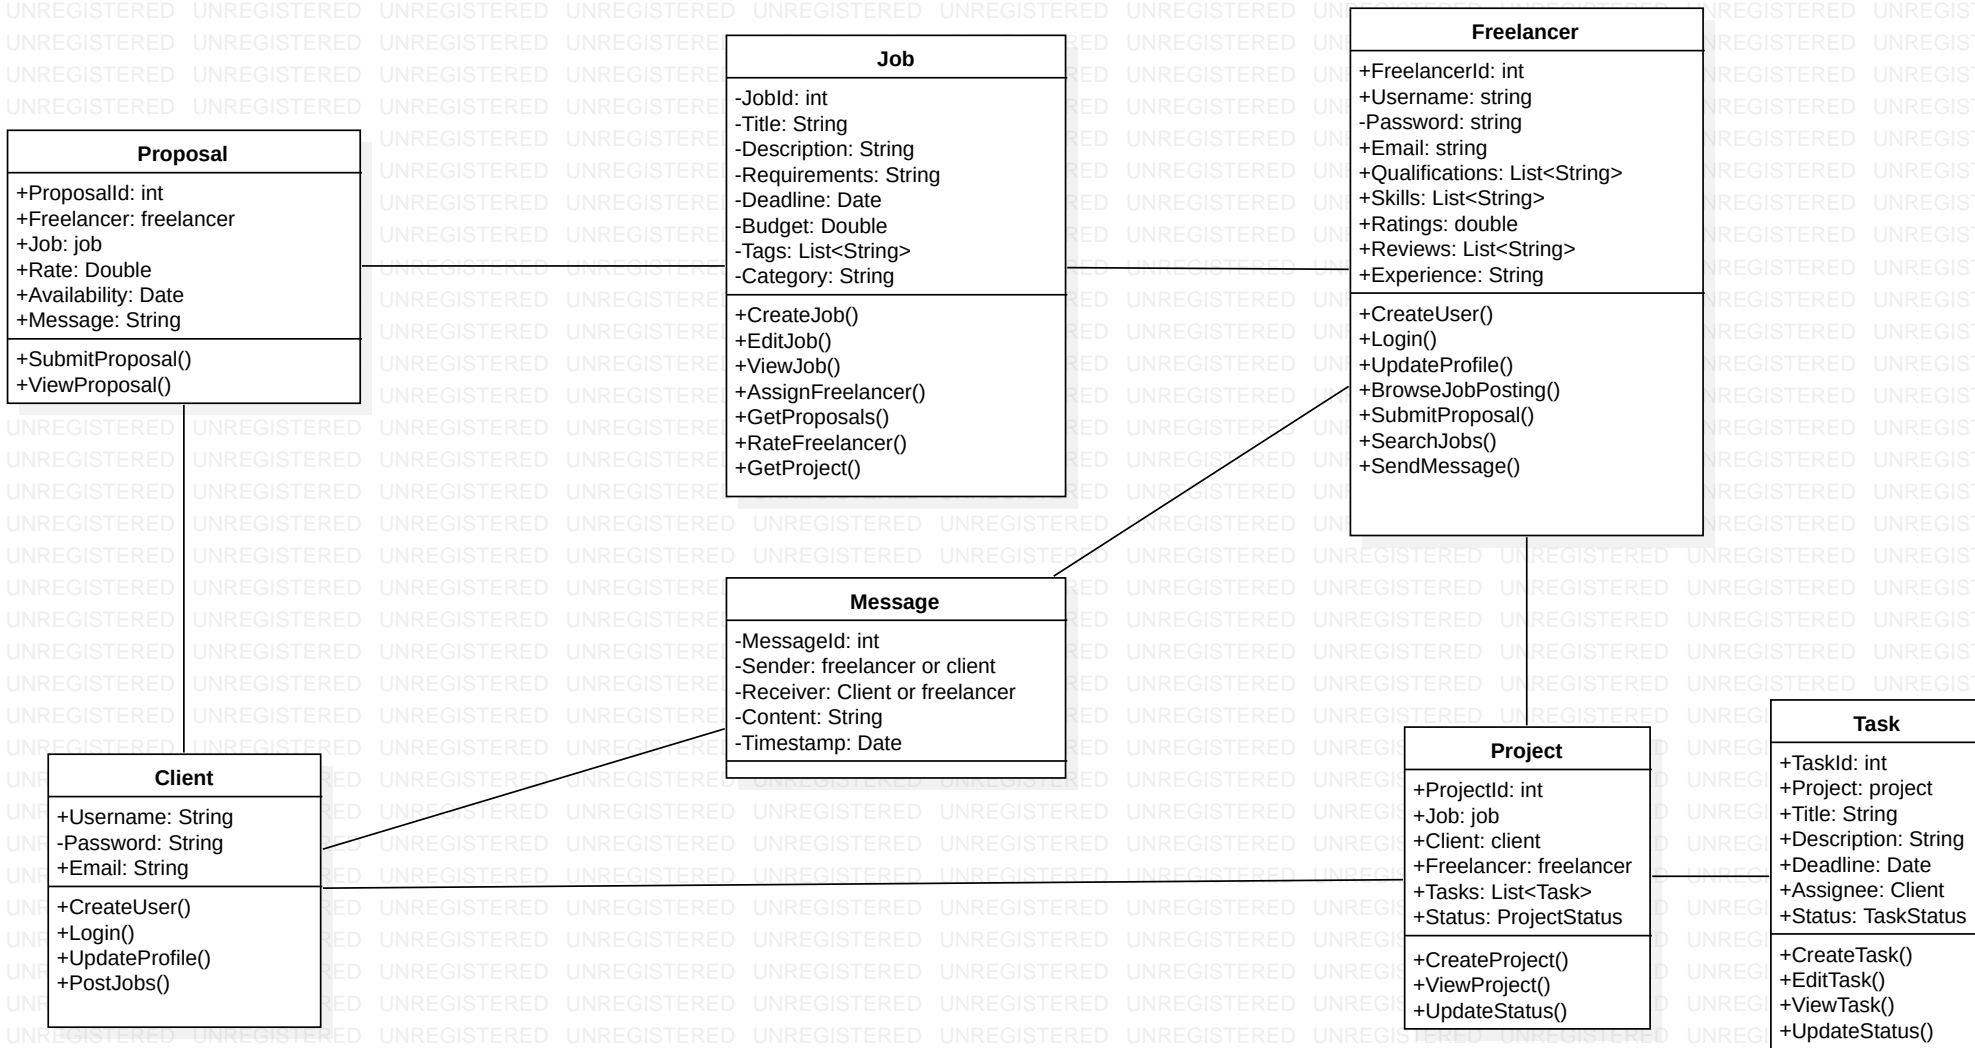 Proposal
+ProposalId: int
+Freelancer: freelancer
+Job: job
+Rate: Double
+Availability: Date
+Message: String
+SubmitProposal()
+ViewProposal()
Job
-JobId: int
-Title: String
-Description: String
-Requirements: String
-Deadline: Date
-Budget: Double
-Tags: List<String>
-Category: String
+CreateJob()
+EditJob()
+ViewJob()
+AssignFreelancer()
+GetProposals()
+RateFreelancer()
+GetProject()
Freelancer
+FreelancerId: int
+Username: string
-Password: string
+Email: string
+Qualifications: List<String>
+Skills: List<String>
+Ratings: double
+Reviews: List<String>
+Experience: String
+CreateUser()
+Login()
+UpdateProfile()
+BrowseJobPosting()
+SubmitProposal()
+SearchJobs()
+SendMessage()
Message
-MessageId: int
-Sender: freelancer or client
-Receiver: Client or freelancer
-Content: String
-Timestamp: Date
Client
+Username: String
-Password: String
+Email: String
+CreateUser()
+Login()
+UpdateProfile()
+PostJobs()
Project
+ProjectId: int
+Job: job
+Client: client
+Freelancer: freelancer
+Tasks: List<Task>
+Status: ProjectStatus
+CreateProject()
+ViewProject()
+UpdateStatus()
Task
+TaskId: int
+Project: project
+Title: String
+Description: String
+Deadline: Date
+Assignee: Client
+Status: TaskStatus
+CreateTask()
+EditTask()
+ViewTask()
+UpdateStatus()
UNREGISTERED